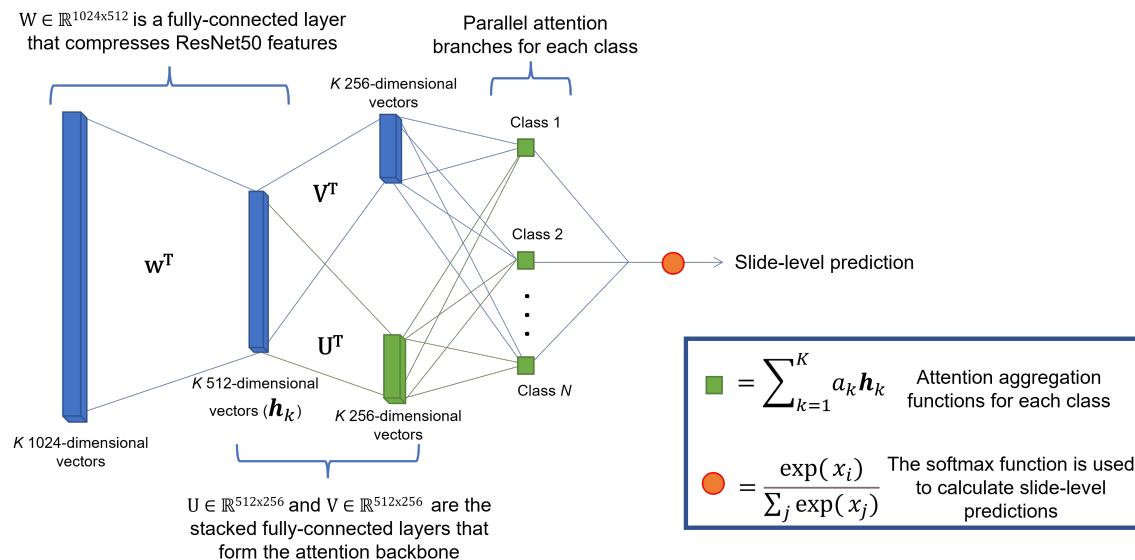 W ∈ ℝ^1024x512 is a fully-connected layer
that compresses ResNet50 features
Parallel attention
branches for each class
K 256-dimensional
vectors
Class 1
V^T
Class 2
W^T
Slide-level prediction
U^T
K 512-dimensional
vectors (h_k)
Class N
K 256-dimensional
vectors
K 1024-dimensional
vectors
U ∈ ℝ^512x256 and V ∈ ℝ^512x256 are the
stacked fully-connected layers that
form the attention backbone
= ∑_{k=1}^{K} a_k h_k
Attention aggregation
functions for each class
= exp( x_i) / ∑_j exp( x_j)
The softmax function is used
to calculate slide-level
predictions